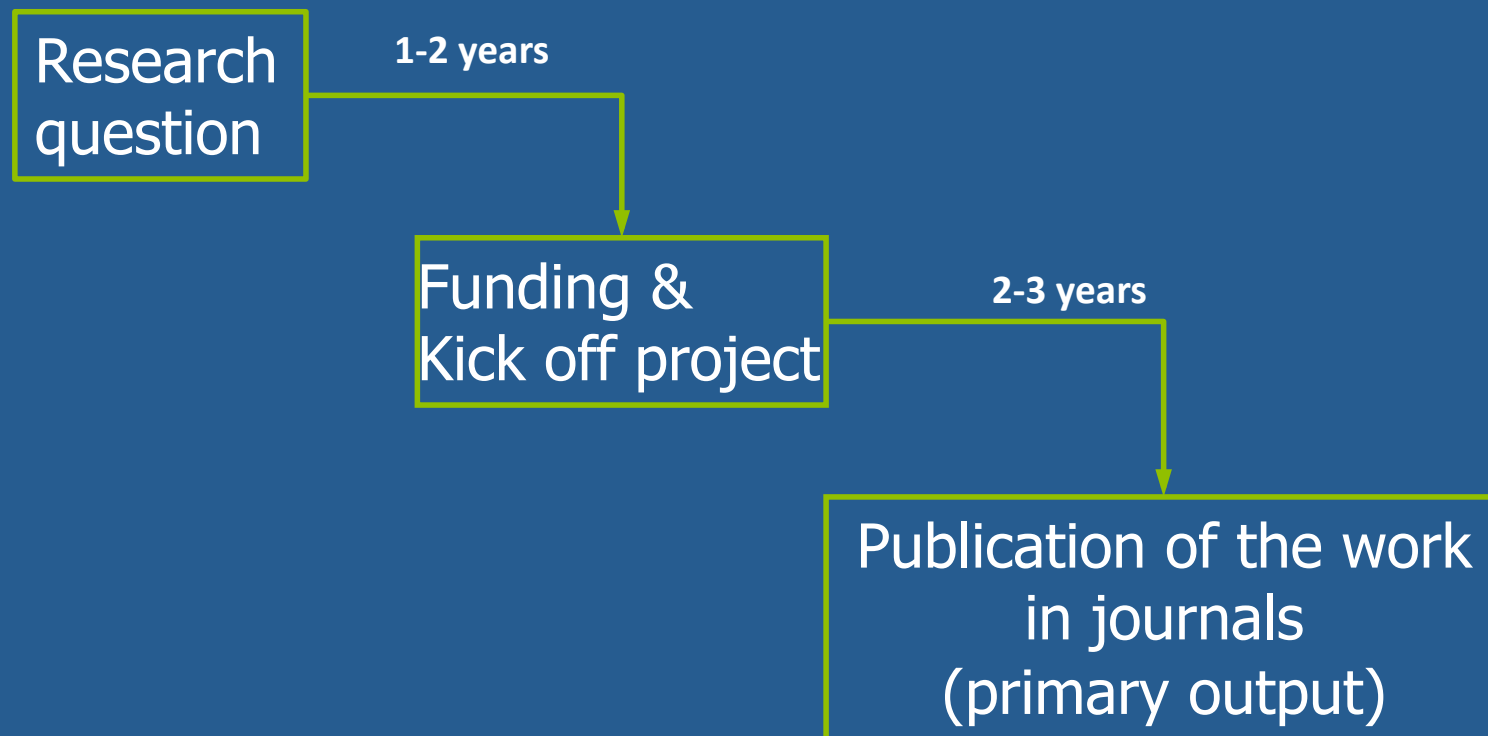 Research
question
1-2 years
Funding &
Kick off project
2-3 years
Publication of the work
in journals
(primary output)